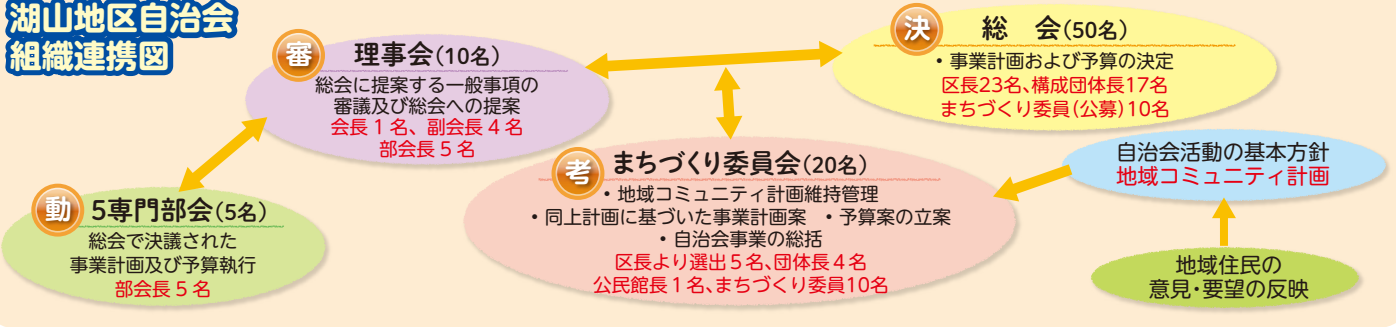 湖山地区自治会
組織連携図
審 理事会(10名)
総会に提案する一般事項の
審議及び総会への提案
会長1名、副会長4名
部会長5名
決 総 会(50名)
・事業計画および予算の決定
区長23名、構成団体長17名
まちづくり委員(公募)10名
動 5専門部会(5名)
総会で決議された
事業計画及び予算執行
部会長5名
考 まちづくり委員会(20名)
・地域コミュニティ計画維持管理
・同上計画に基づいた事業計画案 ・予算案の立案
・自治会事業の総括
区長より選出5名、団体長4名
公民館長1名、まちづくり委員10名
自治会活動の基本方針
地域コミュニティ計画
地域住民の
意見・要望の反映